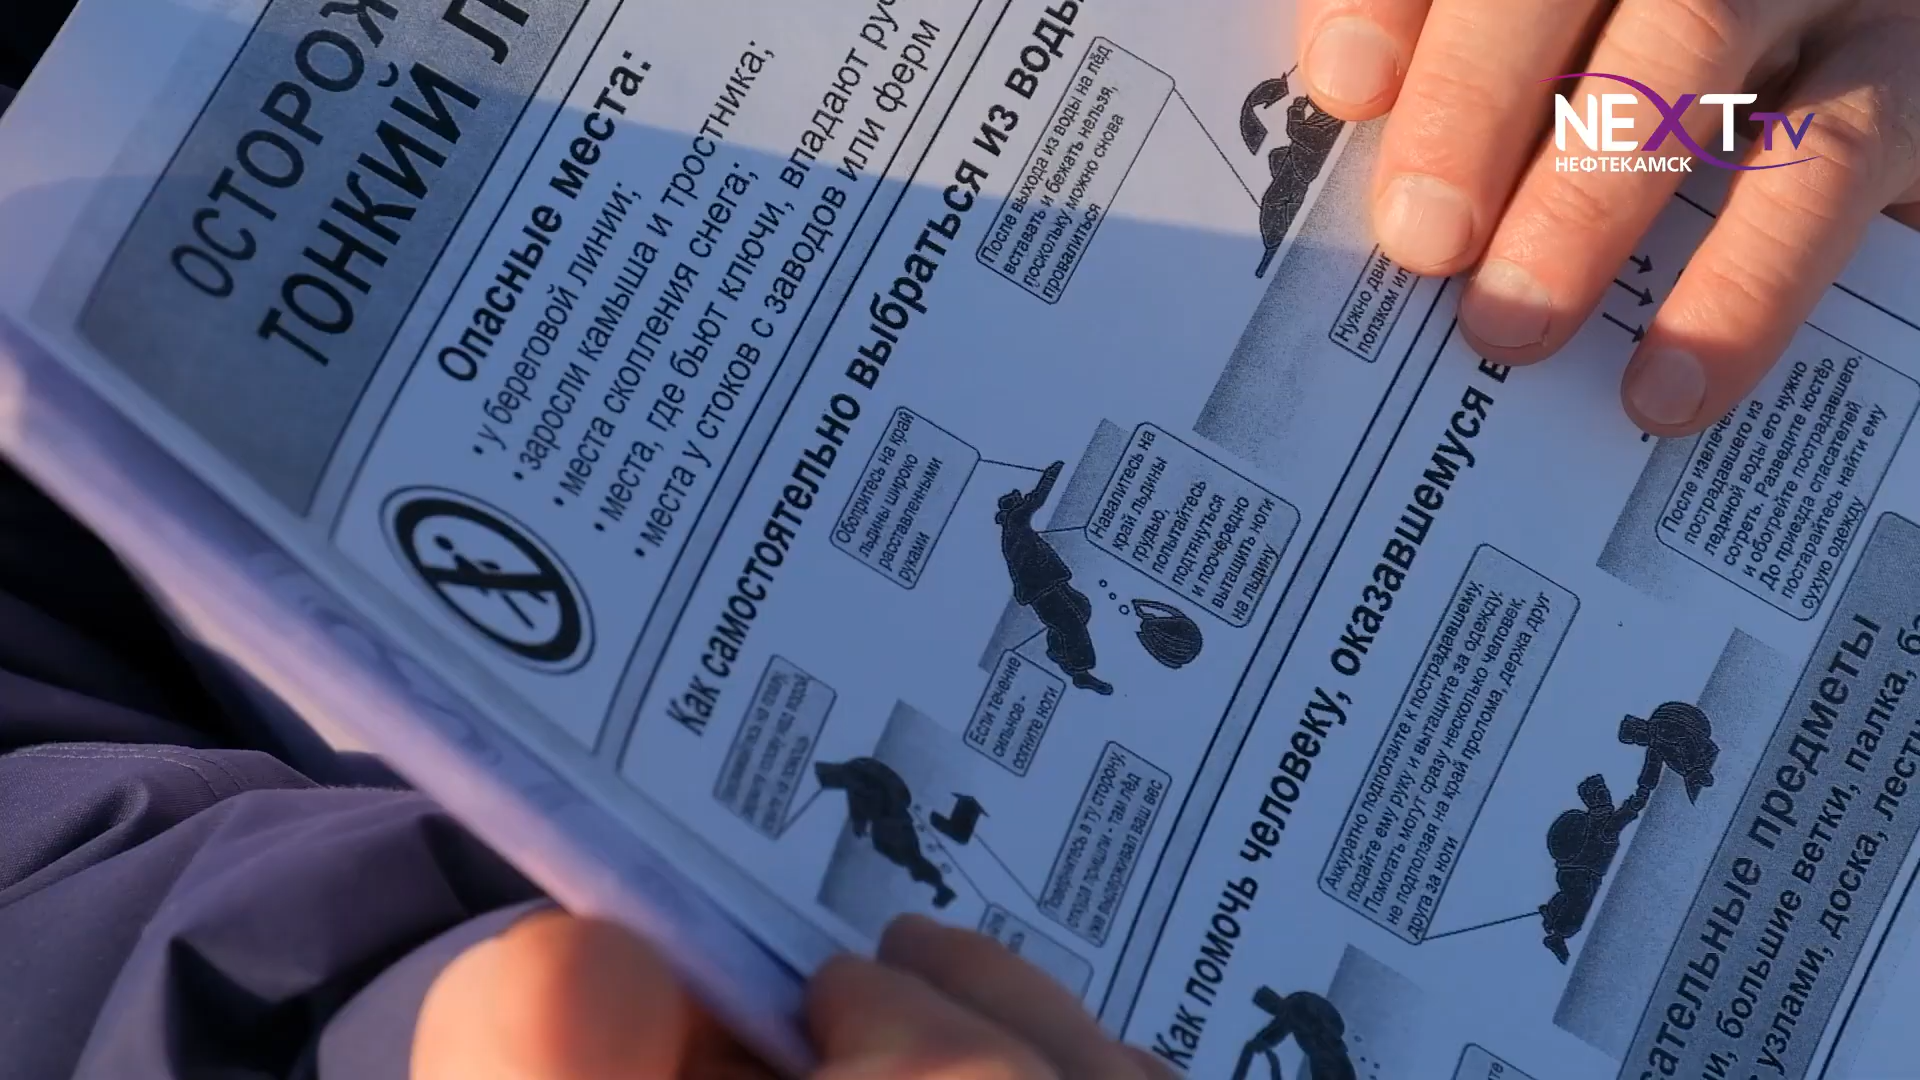 NEXT TV
НЕФТЕКАМСК
ОСТОРОЖ
ТОНКИЙ Л
Опасные места:
• у береговой линии;
• заросли камыша и тростника;
• места скопления снега;
• места, где бьют ключи, впадают ру
• места у стоков с заводов или ферм
Как самостоятельно выбраться из воды
После выхода из воды на лёд
вставать и бежать нельзя,
поскольку можно снова
провалиться
Нужно дви
ползком ил
Обопритесь на край
льдины широко
расставленными
руками
Навалитесь на
край льдины
грудью,
попытайтесь
подтянуться
и поочередно
вытащить ноги
на льдину
Если течение
сильное -
согните ноги
Повернитесь в ту сторону,
откуда пришли - там лёд
уже выдерживал ваш вес
Как помочь человеку, оказавшемуся в
Аккуратно подползите к пострадавшему,
подайте ему руку и вытащите за одежду.
Помогать могут сразу несколько человек,
не подползая на край пролома, держа друг
друга за ноги
После извлечен
пострадавшего из
ледяной воды его нужно
согреть. Разведите костёр
и обогрейте пострадавшего.
До приезда спасателей
постарайтесь найти ему
сухую одежду
сательные предметы
и, большие ветки, палка, ба
узлами, доска, лест